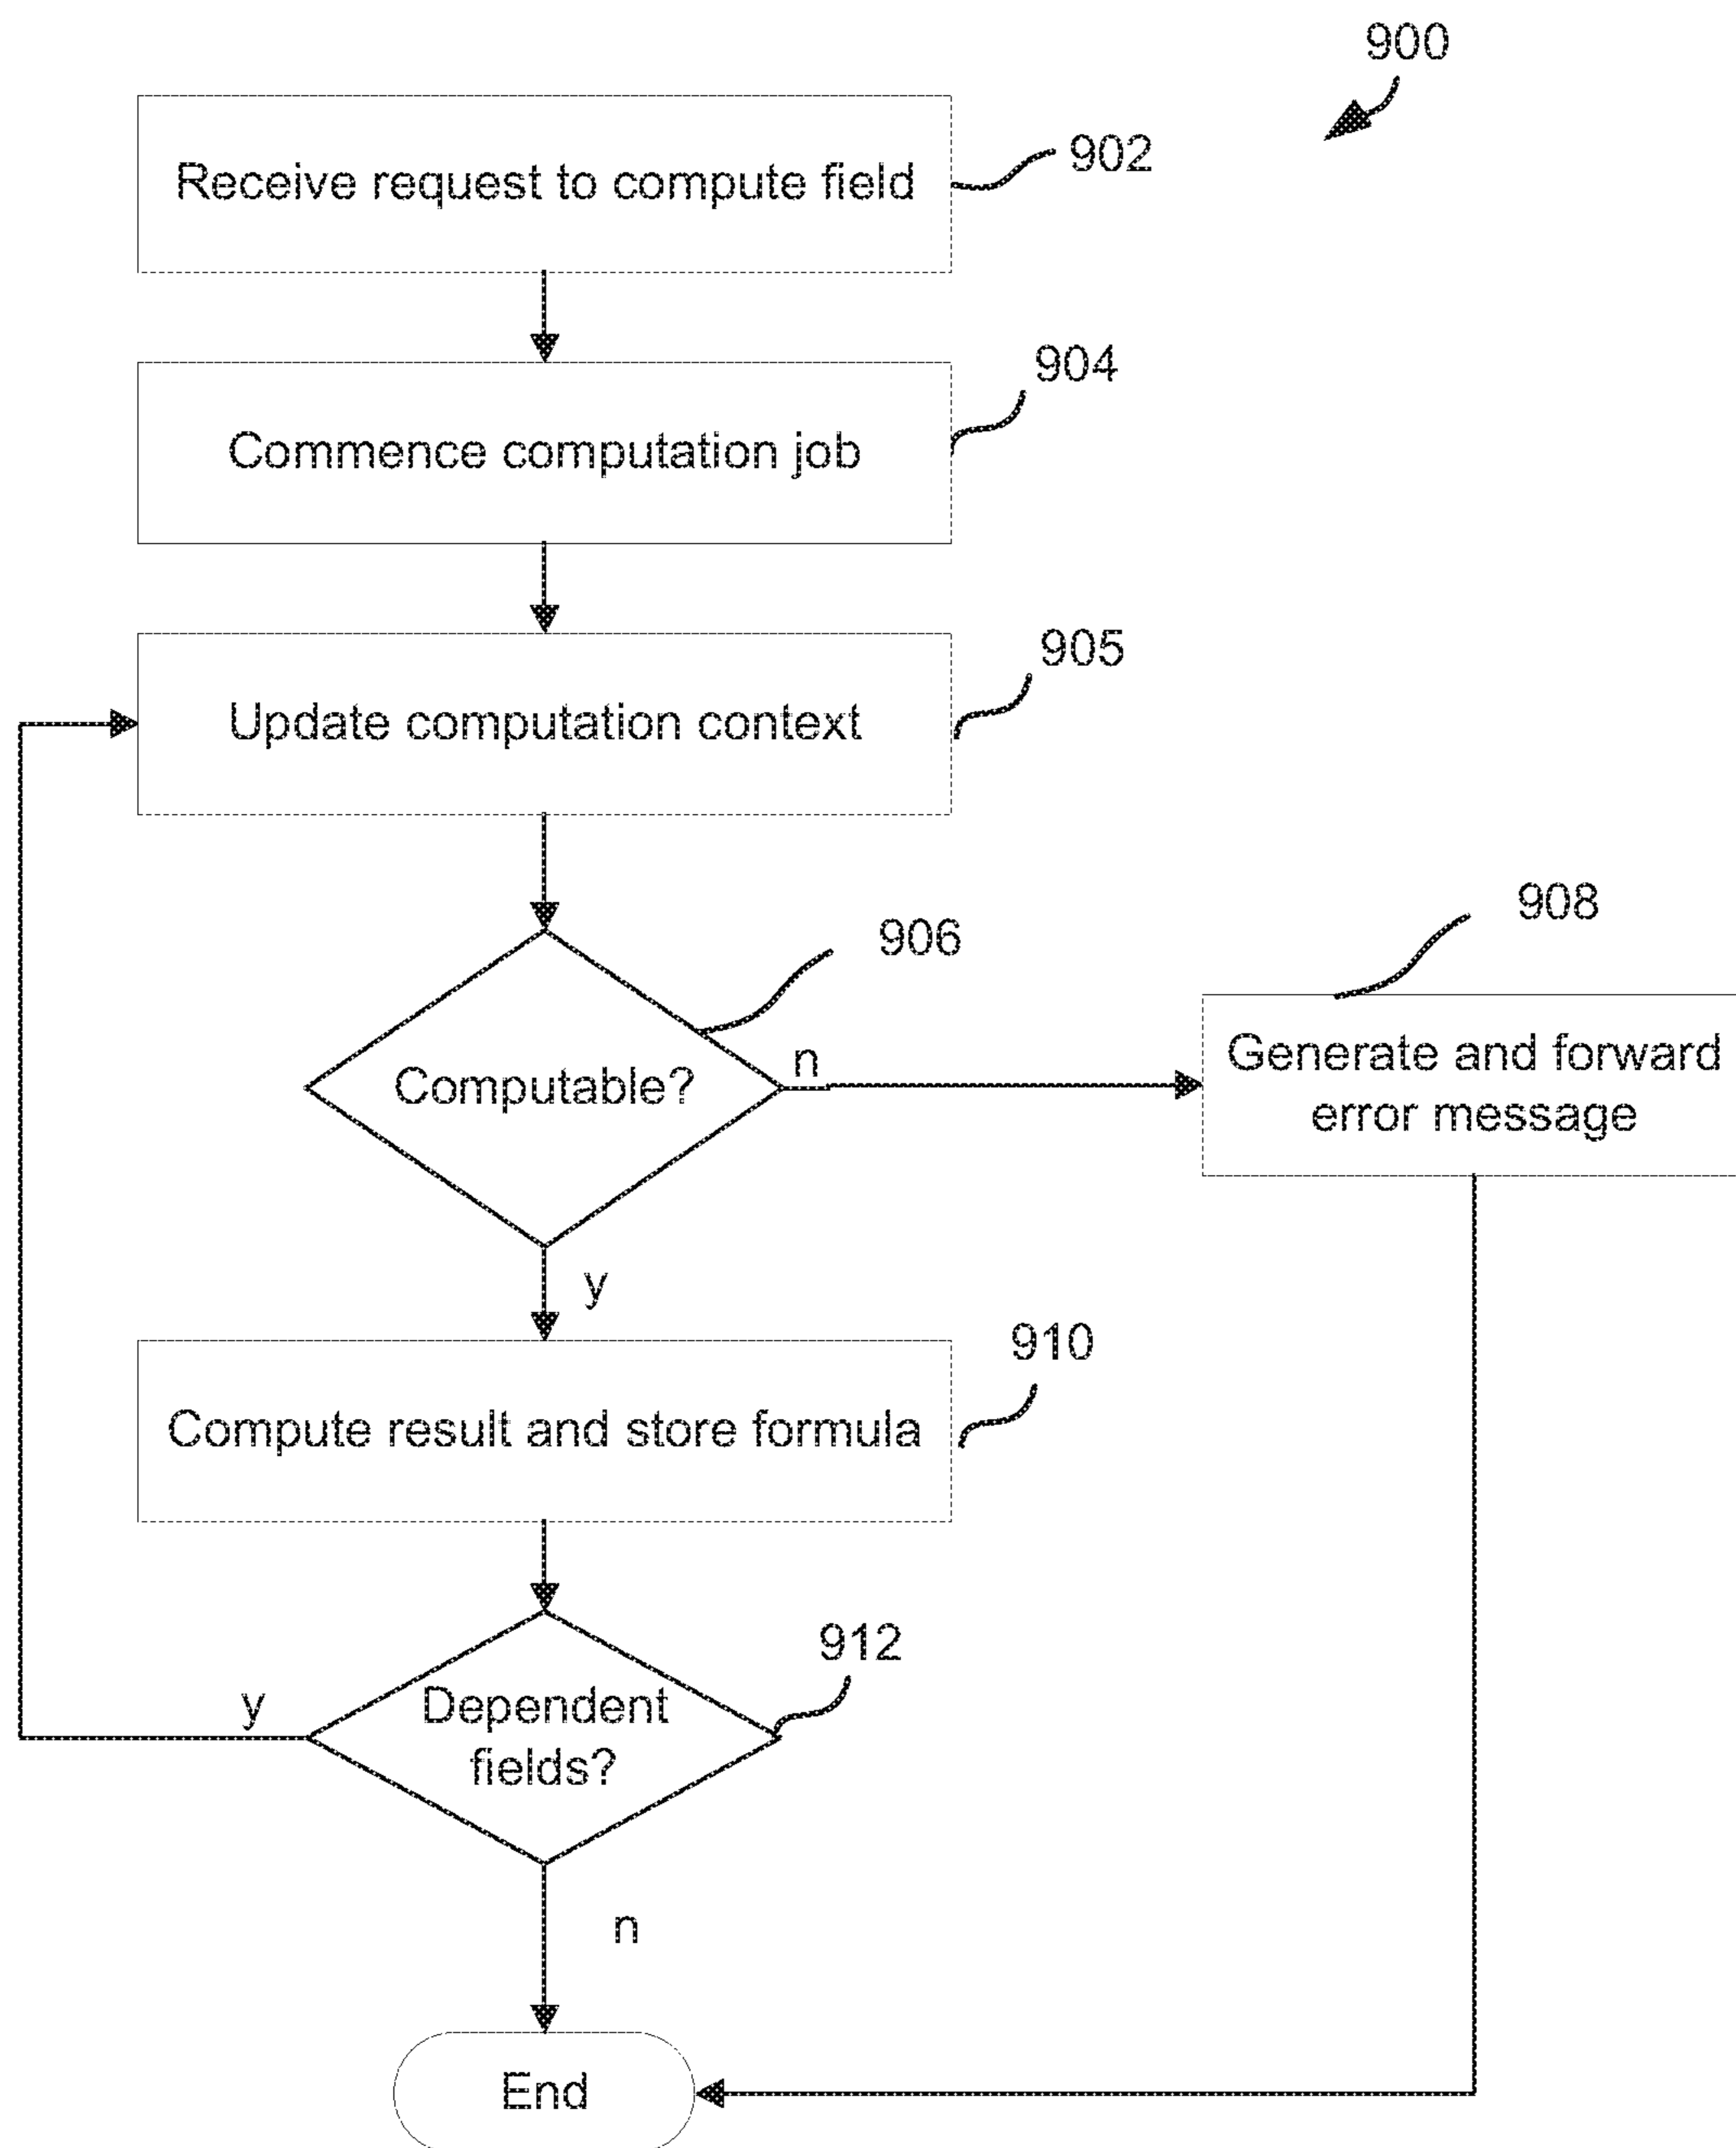 900
Receive request to compute field
902
904
Commence computation job
905
Update computation context
906
908
Computable?
n
Generate and forward
error message
y
910
Compute result and store formula
912
Dependent
fields?
y
n
End